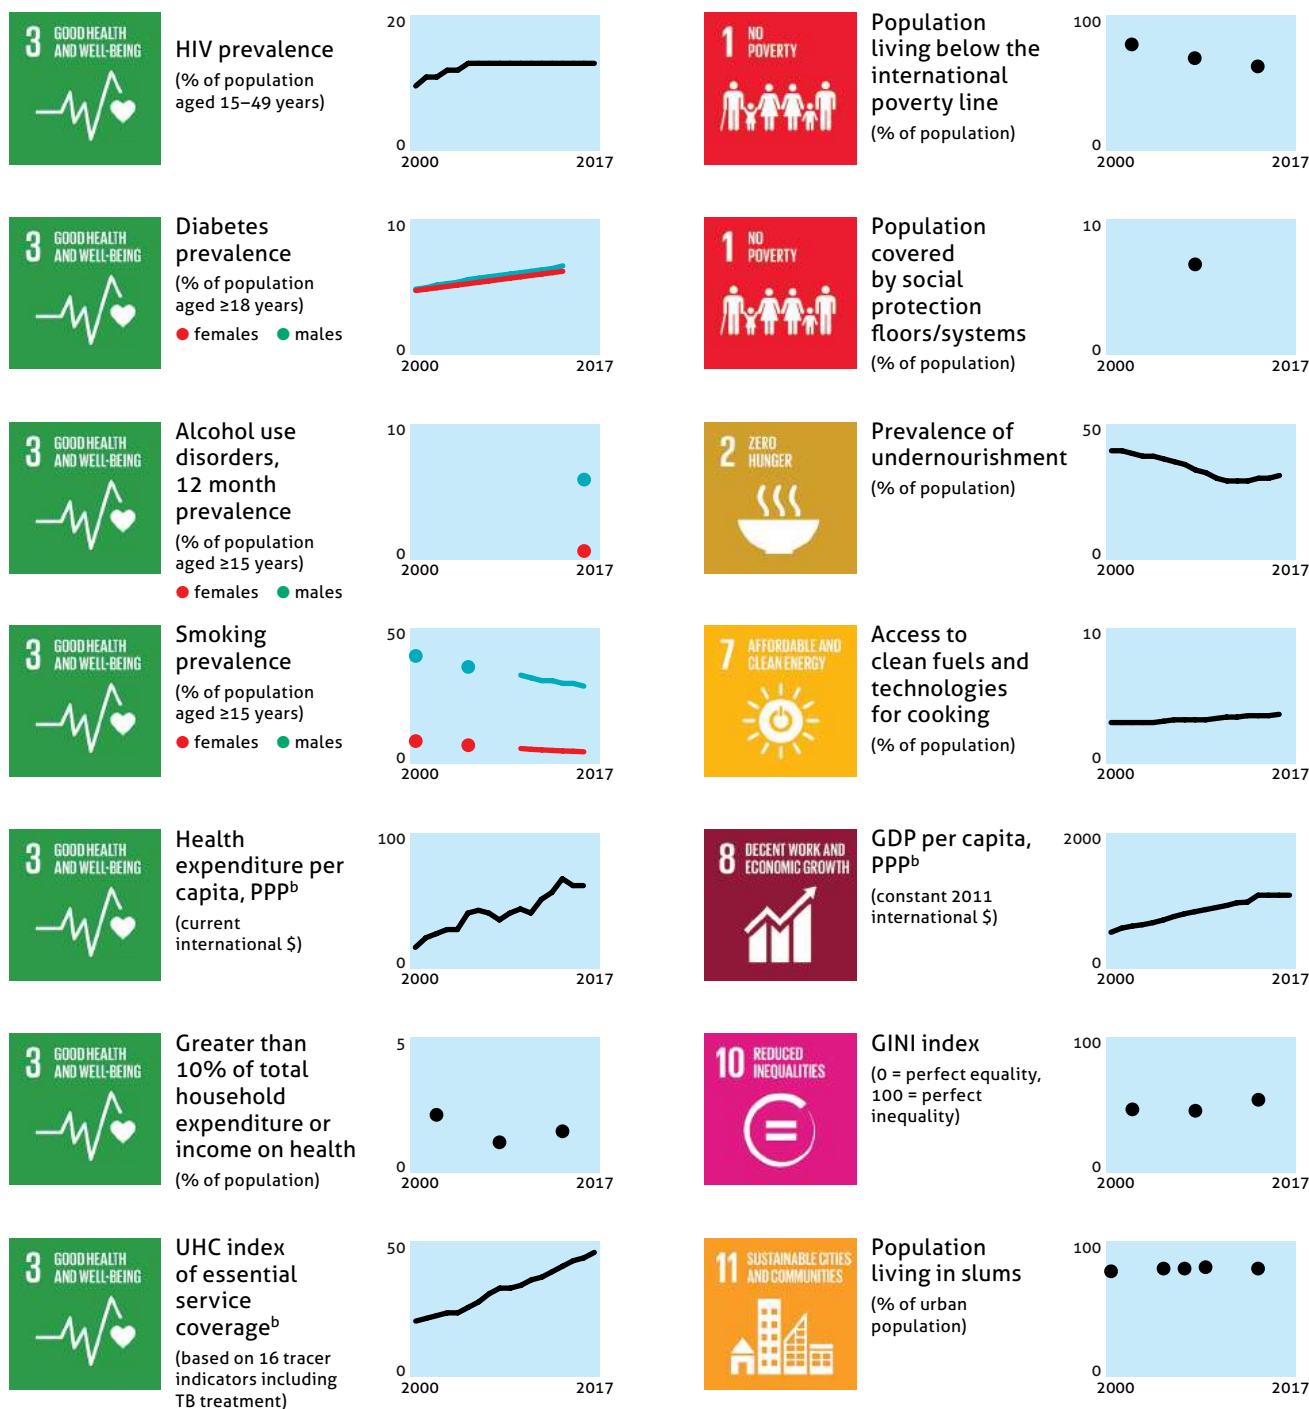 3 GOOD HEALTH
AND WELL-BEING
HIV prevalence
(% of population
aged 15–49 years)
20
0
2000 2017
1 NO
POVERTY
Population
living below the
international
poverty line
(% of population)
100
0
2000 2017
3 GOOD HEALTH
AND WELL-BEING
Diabetes
prevalence
(% of population
aged ≥18 years)
females males
10
0
2000 2017
1 NO
POVERTY
Population
covered
by social
protection
floors/systems
(% of population)
10
0
2000 2017
3 GOOD HEALTH
AND WELL-BEING
Alcohol use
disorders,
12 month
prevalence
(% of population
aged ≥15 years)
females males
10
0
2000 2017
2 ZERO
HUNGER
Prevalence of
undernourishment
(% of population)
50
0
2000 2017
3 GOOD HEALTH
AND WELL-BEING
Smoking
prevalence
(% of population
aged ≥15 years)
females males
50
0
2000 2017
7 AFFORDABLE AND
CLEAN ENERGY
Access to
clean fuels and
technologies
for cooking
(% of population)
10
0
2000 2017
3 GOOD HEALTH
AND WELL-BEING
Health
expenditure per
capita, PPPᵇ
(current
international $)
100
0
2000 2017
8 DECENT WORK AND
ECONOMIC GROWTH
GDP per capita,
PPPᵇ
(constant 2011
international $)
2000
0
2000 2017
3 GOOD HEALTH
AND WELL-BEING
Greater than
10% of total
household
expenditure or
income on health
(% of population)
5
0
2000 2017
10 REDUCED
INEQUALITIES
GINI index
(0 = perfect equality,
100 = perfect
inequality)
100
0
2000 2017
3 GOOD HEALTH
AND WELL-BEING
UHC index
of essential
service
coverageᵇ
(based on 16 tracer
indicators including
TB treatment)
50
0
2000 2017
11 SUSTAINABLE CITIES
AND COMMUNITIES
Population
living in slums
(% of urban
population)
100
0
2000 2017